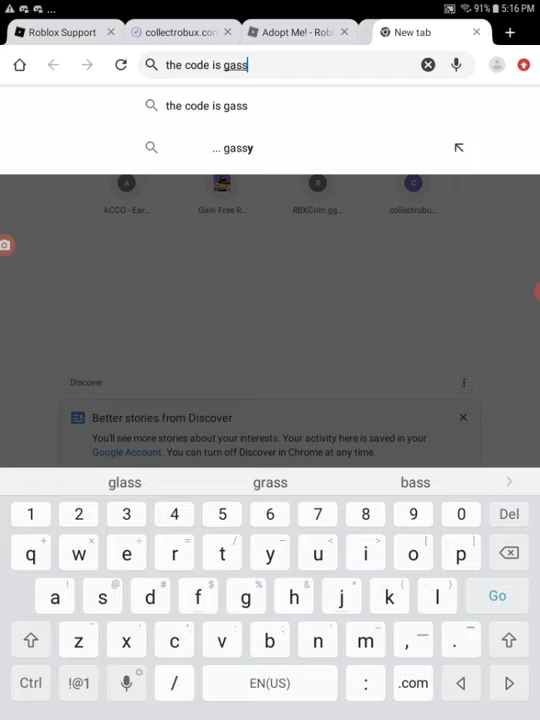 ... 91% 5:16 PM
Roblox Support collectrobux.com Adopt Me! - Rob New tab
the code is gass
the code is gass
... gassy
A R C
ACCO - Ear... Gain Free R... RBXCoin.gg... collectrobu...
Discover
Better stories from Discover
You'll see more stories about your interests. Your activity here is saved in your
Google Account. You can turn off Discover in Chrome at any time.
glass grass bass
1 2 3 4 5 6 7 8 9 0 Del
q w e r t y u i o p
a s d f g h j k l Go
z x c v b n m , .
Ctrl !@1 / EN(US) : .com